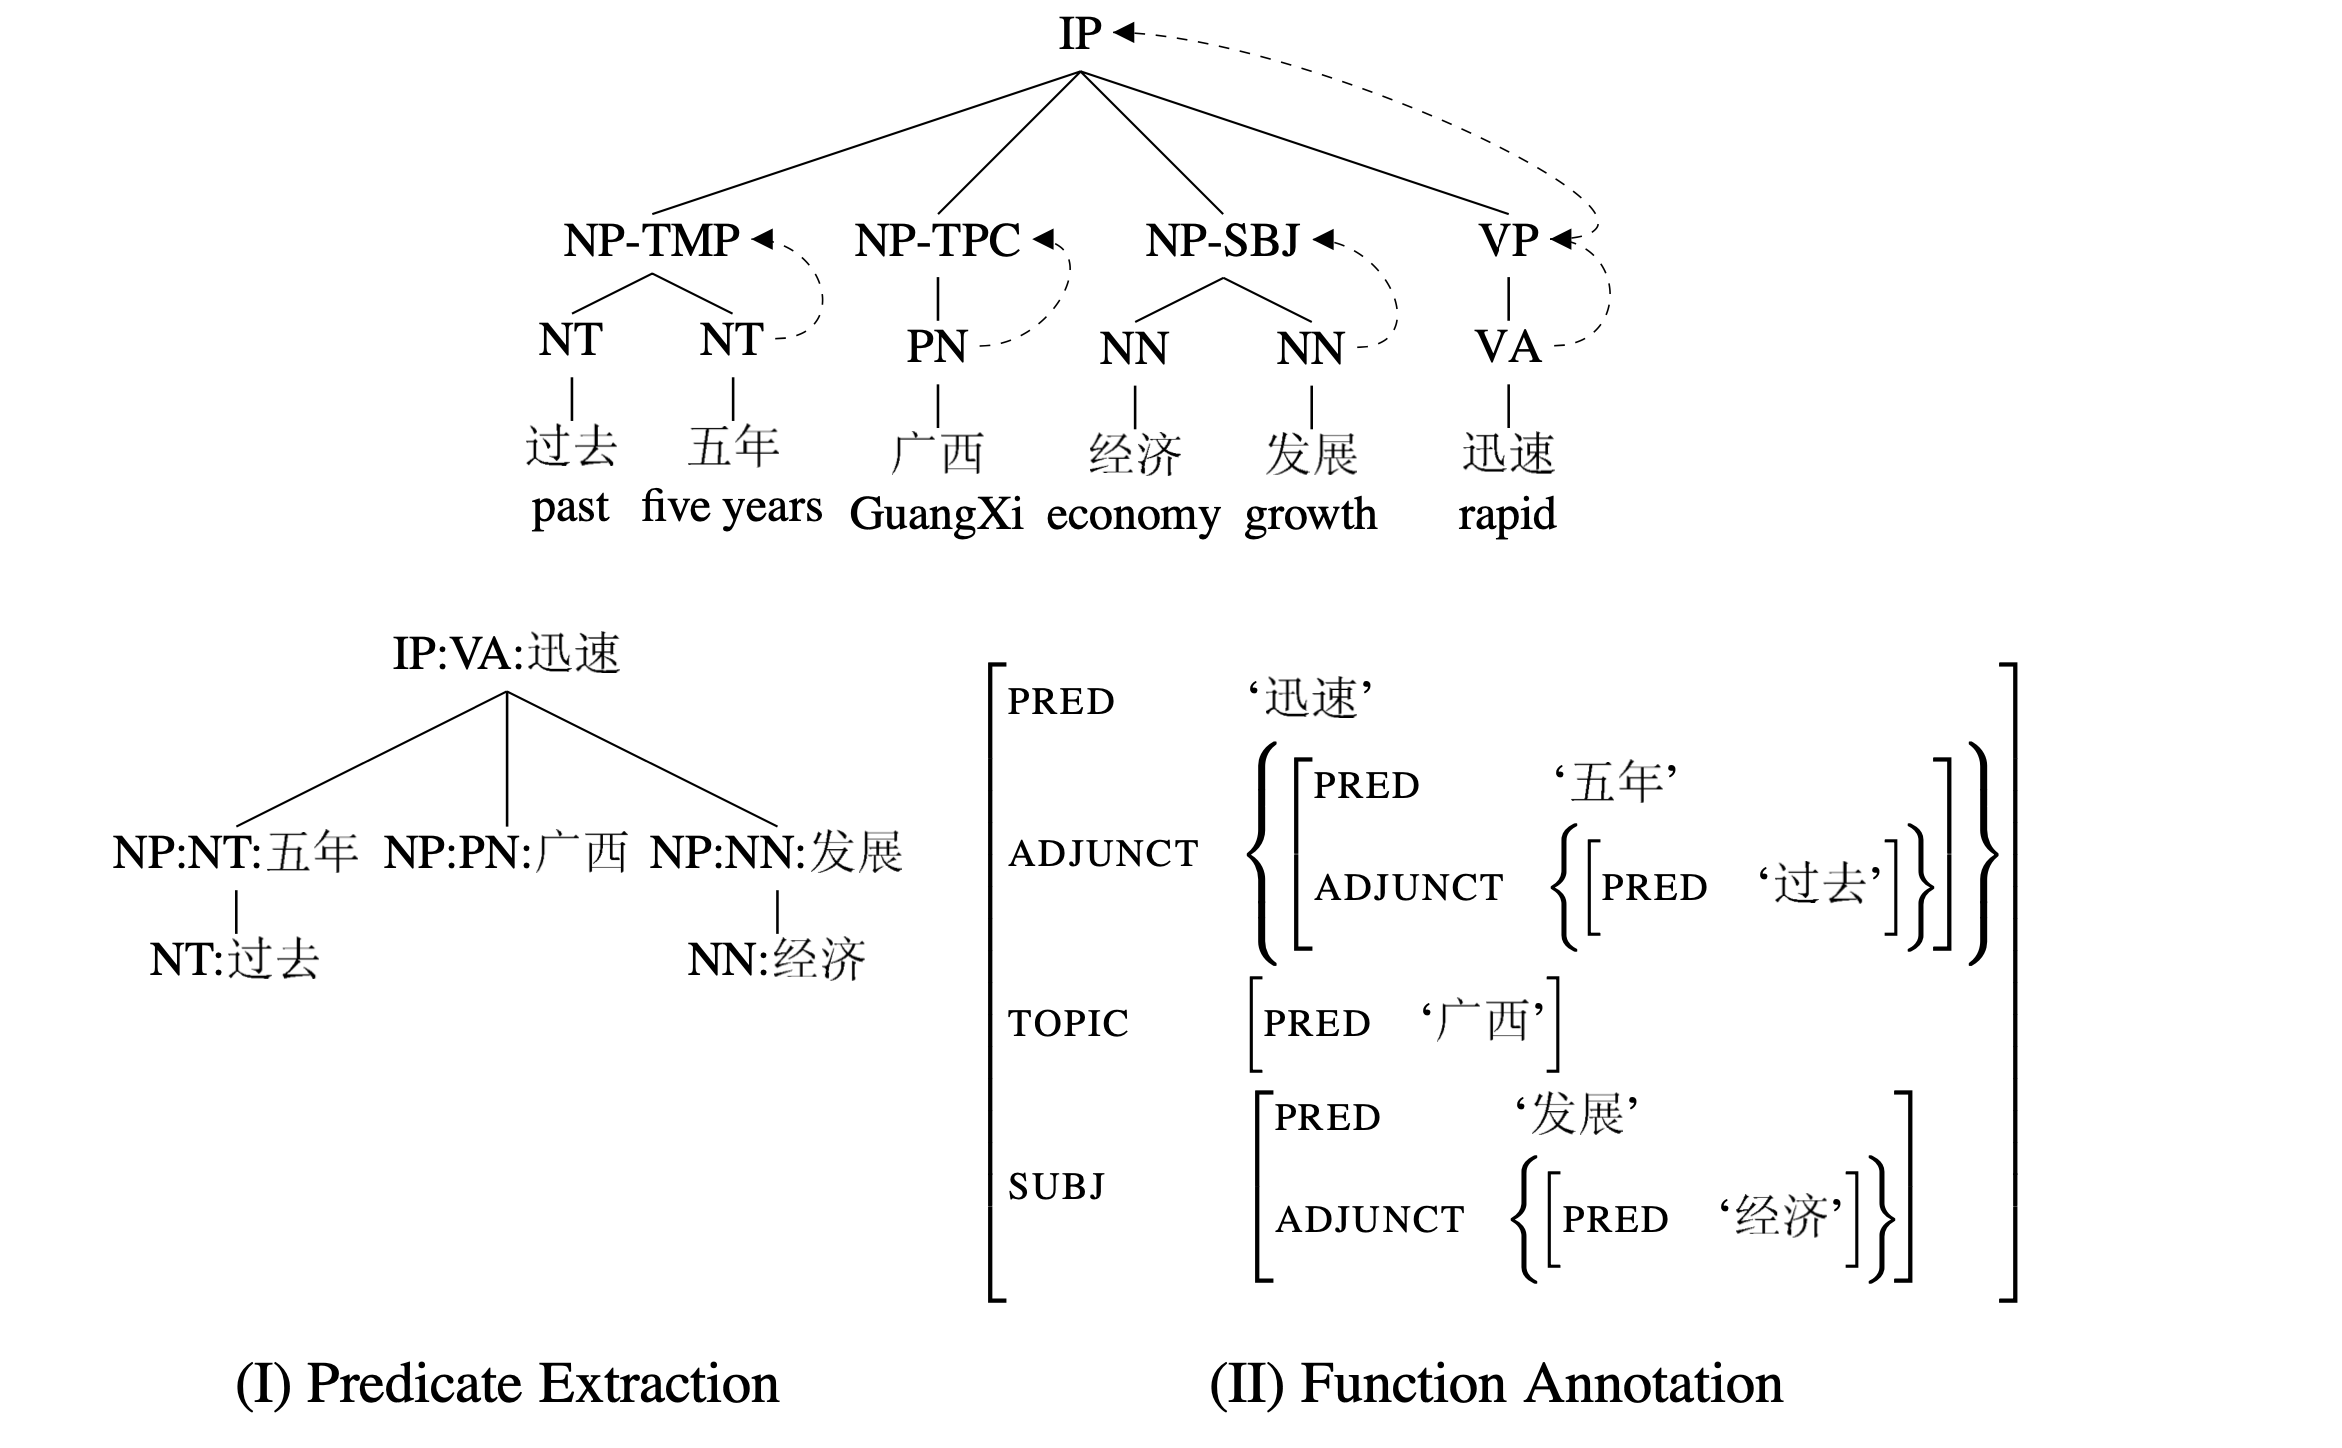 IP
NP-TMP NP-TPC NP-SBJ VP
NT NT PN NN NN VA
过去 五年 广西 经济 发展 迅速
past five years GuangXi economy growth rapid
IP:VA:迅速
NP:NT:五年 NP:PN:广西 NP:NN:发展
NT:过去 NN:经济
PRED ‘迅速’
PRED ‘五年’
ADJUNCT
ADJUNCT PRED ‘过去’
TOPIC PRED ‘广西’
PRED ‘发展’
SUBJ
ADJUNCT PRED ‘经济’
(I) Predicate Extraction
(II) Function Annotation